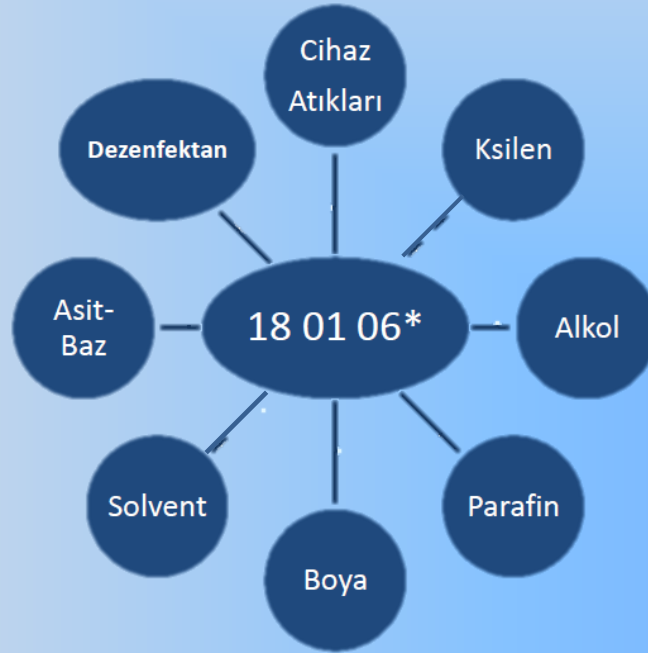 Cihaz
Atıkları
Dezenfektan
Ksilen
Asit-
Baz
18 01 06*
Alkol
Solvent
Parafin
Boya